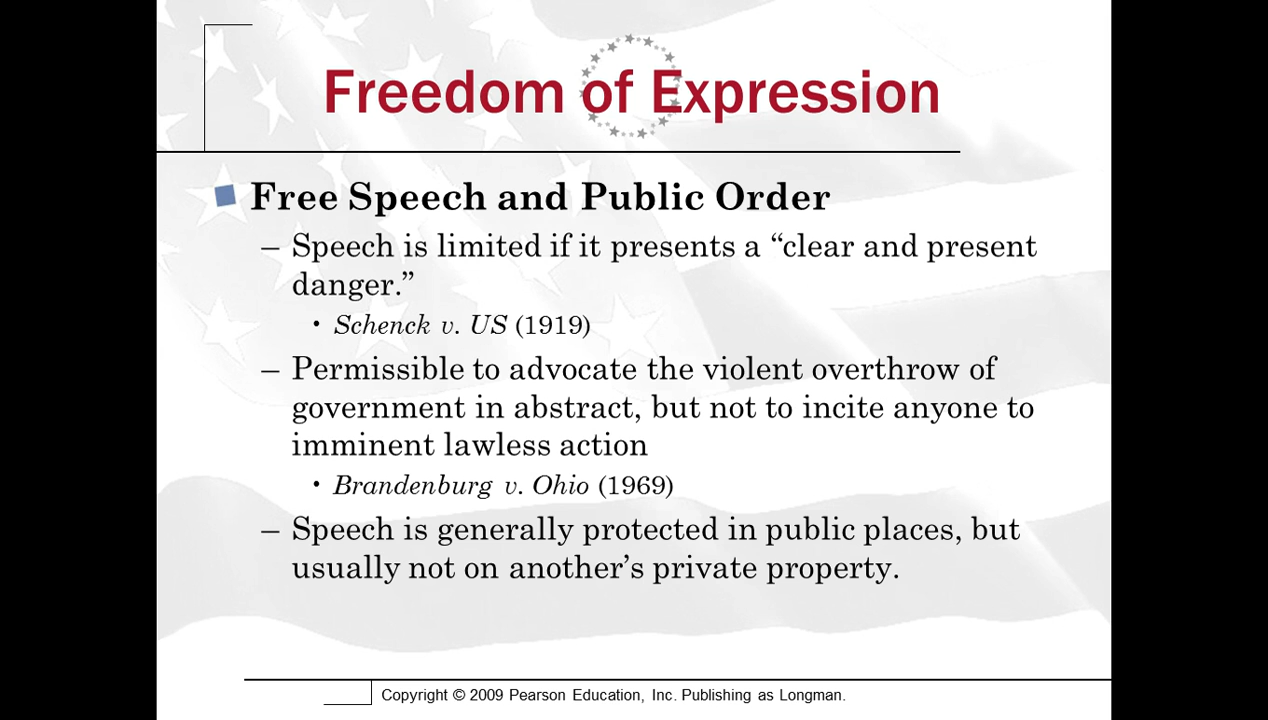 Freedom of Expression
Free Speech and Public Order
– Speech is limited if it presents a “clear and present
danger.”
• Schenck v. US (1919)
– Permissible to advocate the violent overthrow of
government in abstract, but not to incite anyone to
imminent lawless action
• Brandenburg v. Ohio (1969)
– Speech is generally protected in public places, but
usually not on another’s private property.
Copyright © 2009 Pearson Education, Inc. Publishing as Longman.